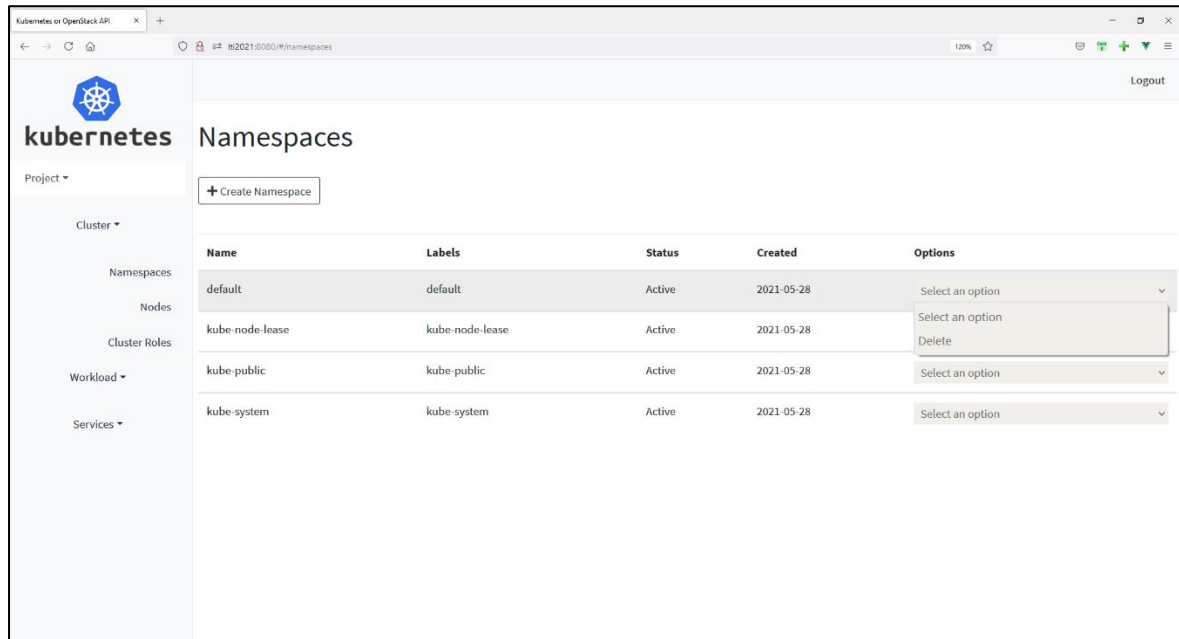 Kubernetes or OpenStack API
lti2021:8080/#/namespaces
120%
Logout
kubernetes
Project
Cluster
Namespaces
Nodes
Cluster Roles
Workload
Services
Namespaces
Create Namespace
Name Labels Status Created Options
default default Active 2021-05-28 Select an option
Select an option
Delete
kube-node-lease kube-node-lease Active 2021-05-28
kube-public kube-public Active 2021-05-28 Select an option
kube-system kube-system Active 2021-05-28 Select an option